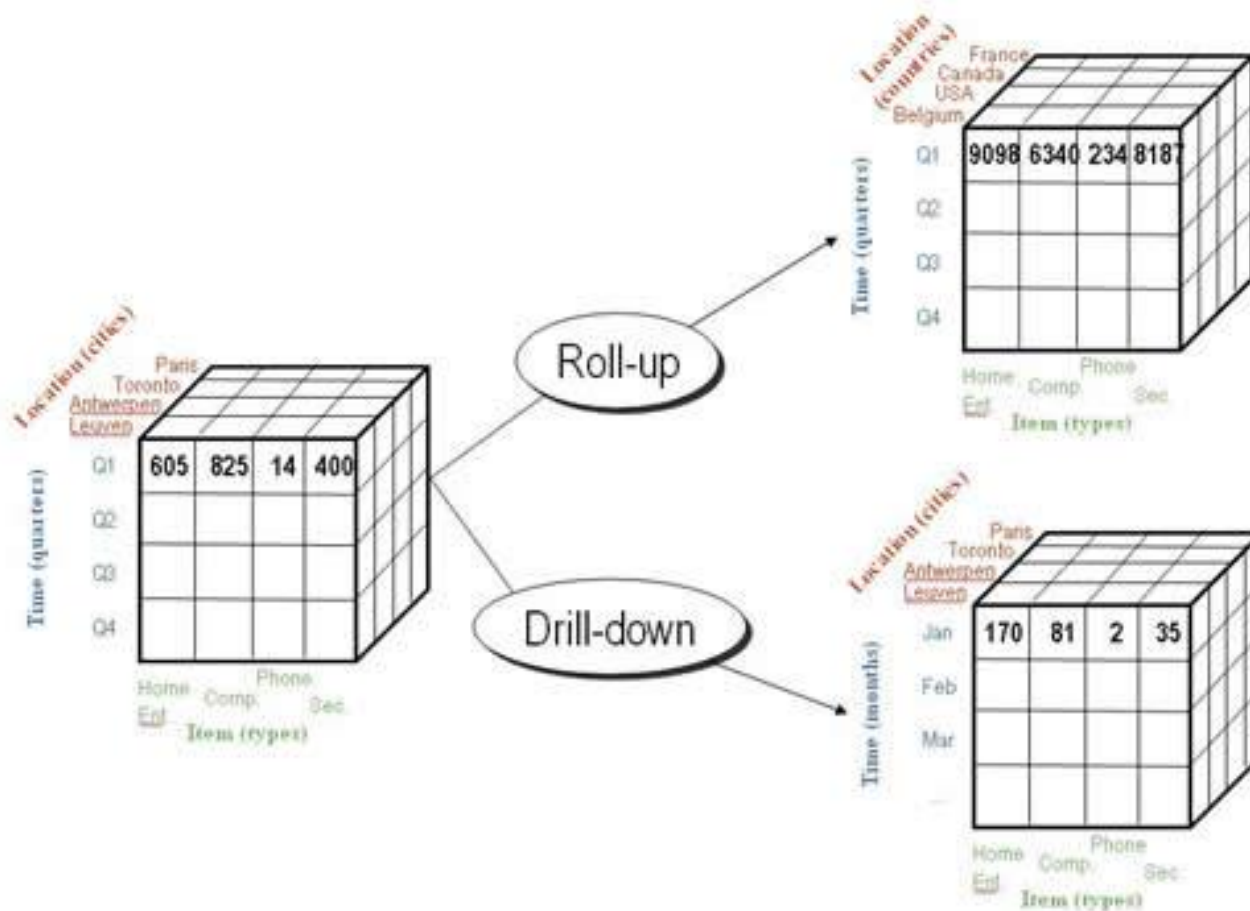 Location (cities)
Paris
Toronto
Antwerpen
Leuven
Time (quarters)
Q1
605 825 14 400
Q2
Q3
Q4
Home Ent.
Comp.
Phone
Sec.
Item (types)
Roll-up
Drill-down
Location
(countries)
France
Canada
USA
Belgium
Time (quarters)
Q1
9098 6340 234 8187
Q2
Q3
Q4
Home Ent.
Comp.
Phone
Sec.
Item (types)
Location (cities)
Paris
Toronto
Antwerpen
Leuven
Time (months)
Jan
170 81 2 35
Feb
Mar
...
Home Ent.
Comp.
Phone
Sec.
Item (types)